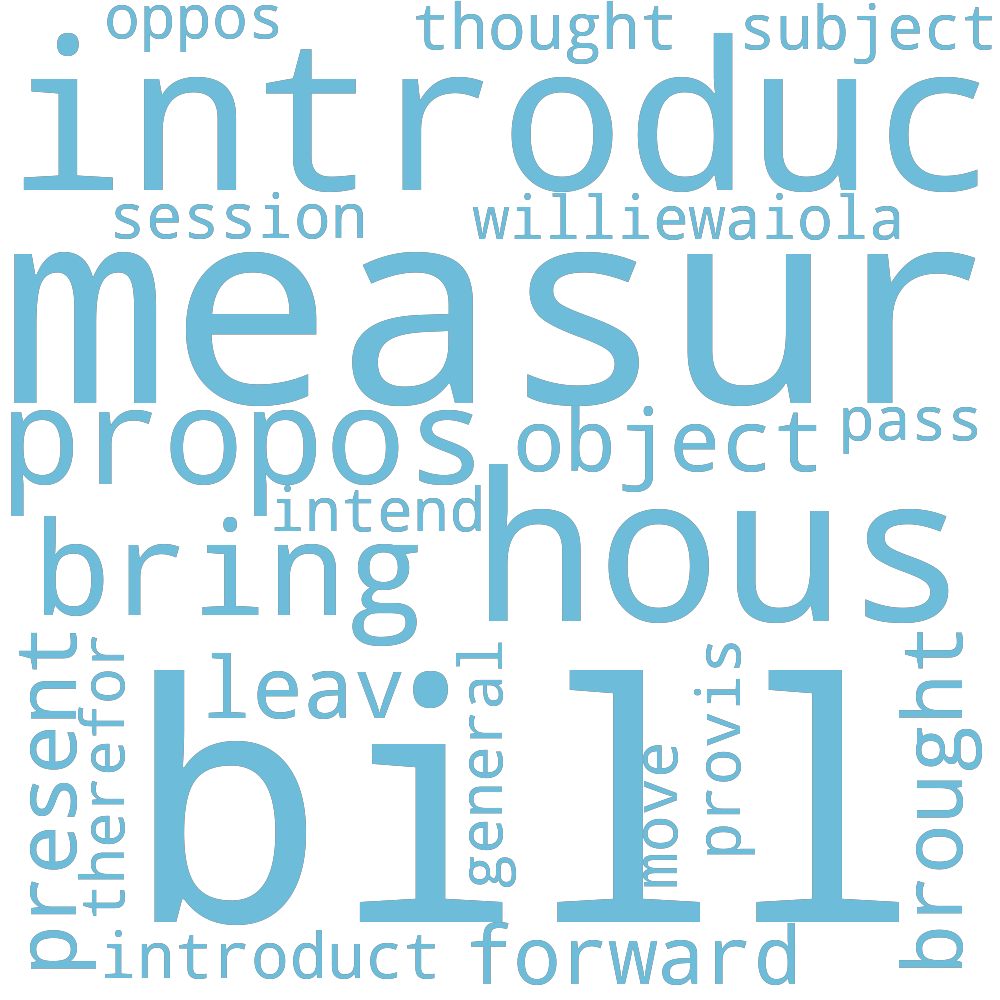 oppos thought subject
introduc
session williewaiola
measur
propos object pass
intend
bring hous
present
therefor
leav
general
move
provis
brought
bill
introduct forward